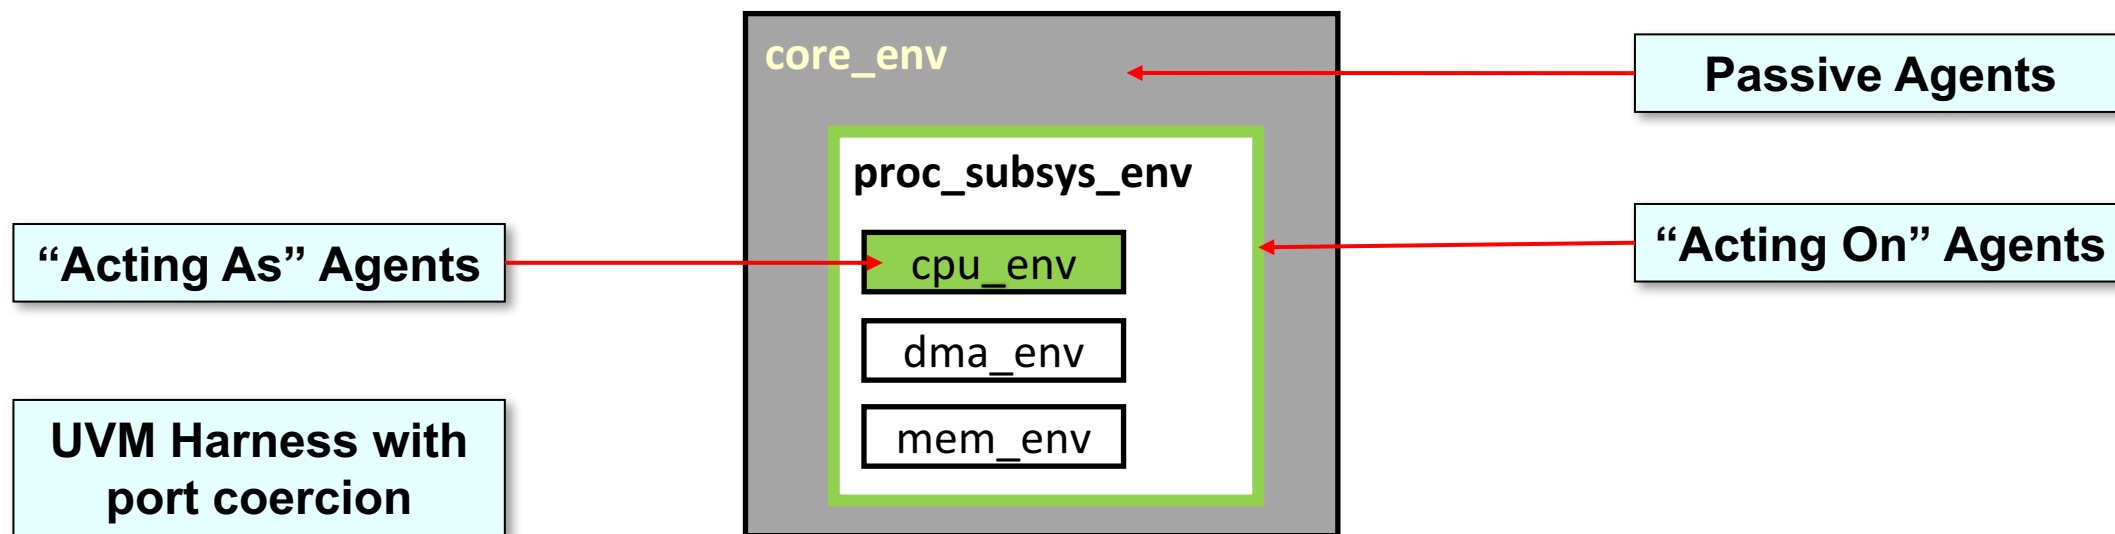 core_env
Passive Agents
proc_subsys_env
“Acting As” Agents
cpu_env
“Acting On” Agents
dma_env
UVM Harness with
port coercion
mem_env